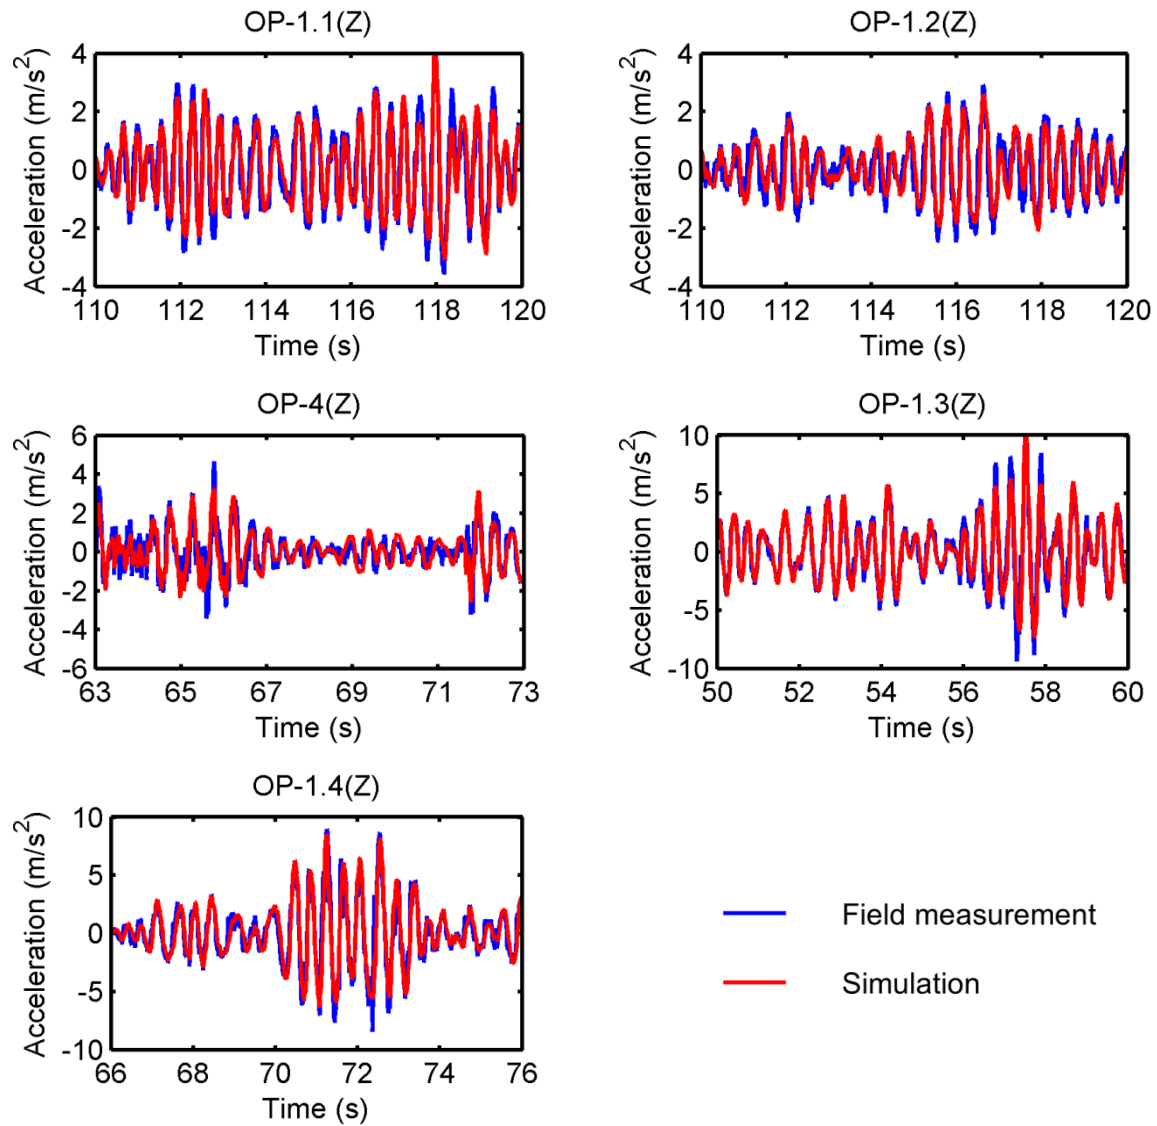 OP-1.1(Z)
Acceleration (m/s²)
4
2
0
-2
-4
110 112 114 116 118 120
Time (s)
OP-1.2(Z)
Acceleration (m/s²)
4
2
0
-2
-4
110 112 114 116 118 120
Time (s)
OP-4(Z)
Acceleration (m/s²)
6
4
2
0
-2
-4
-6
63 65 67 69 71 73
Time (s)
OP-1.3(Z)
Acceleration (m/s²)
10
5
0
-5
-10
50 52 54 56 58 60
Time (s)
OP-1.4(Z)
Acceleration (m/s²)
10
5
0
-5
-10
66 68 70 72 74 76
Time (s)
Field measurement
Simulation